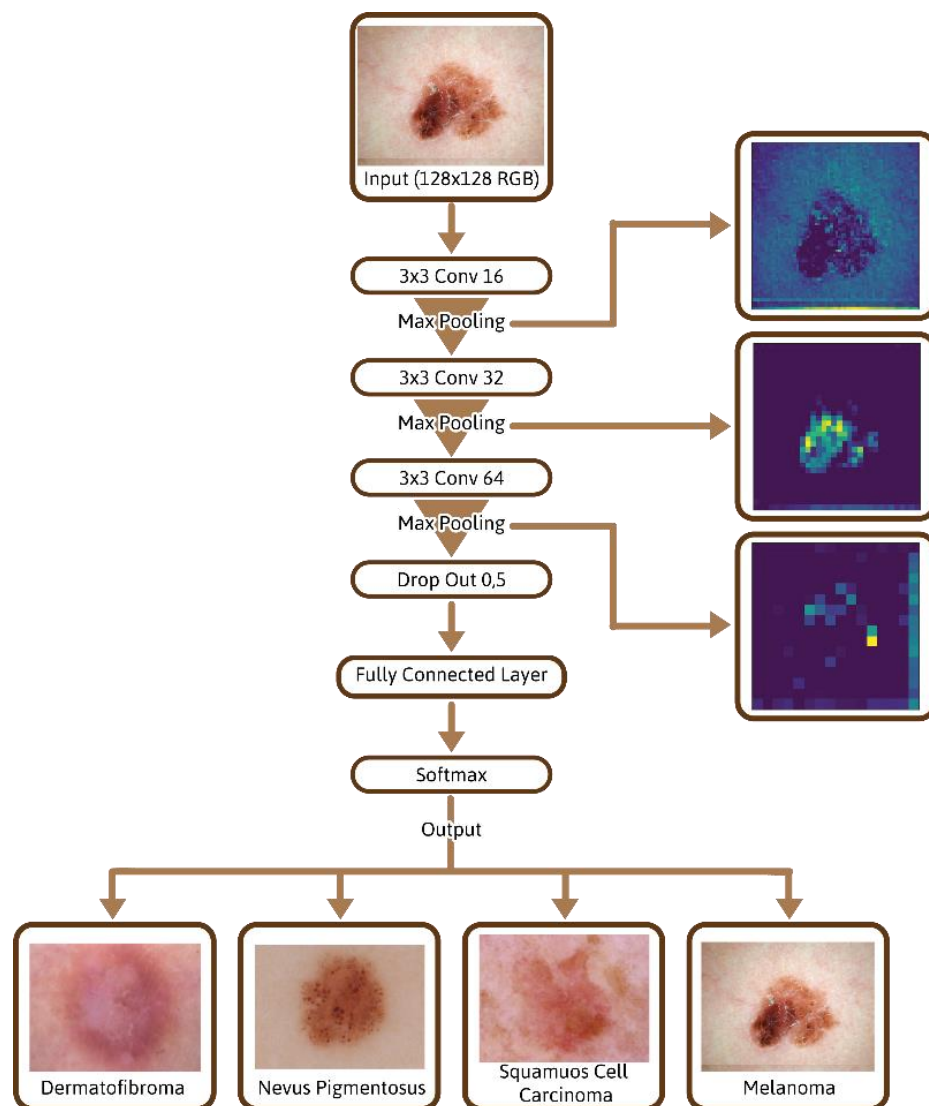 Input (128x128 RGB)
3x3 Conv 16
Max Pooling
3x3 Conv 32
Max Pooling
3x3 Conv 64
Max Pooling
Drop Out 0,5
Fully Connected Layer
Softmax
Output
Dermatofibroma
Nevus Pigmentosus
Squamuos Cell
Carcinoma
Melanoma